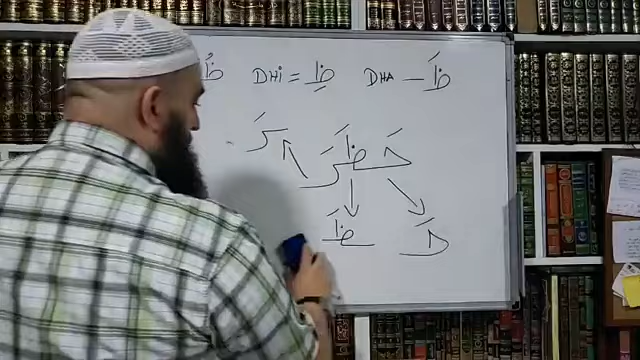 ظُ DHi = ظِ DHA – ظَ
حَظَرَ
رَ
حَـ ظَـ